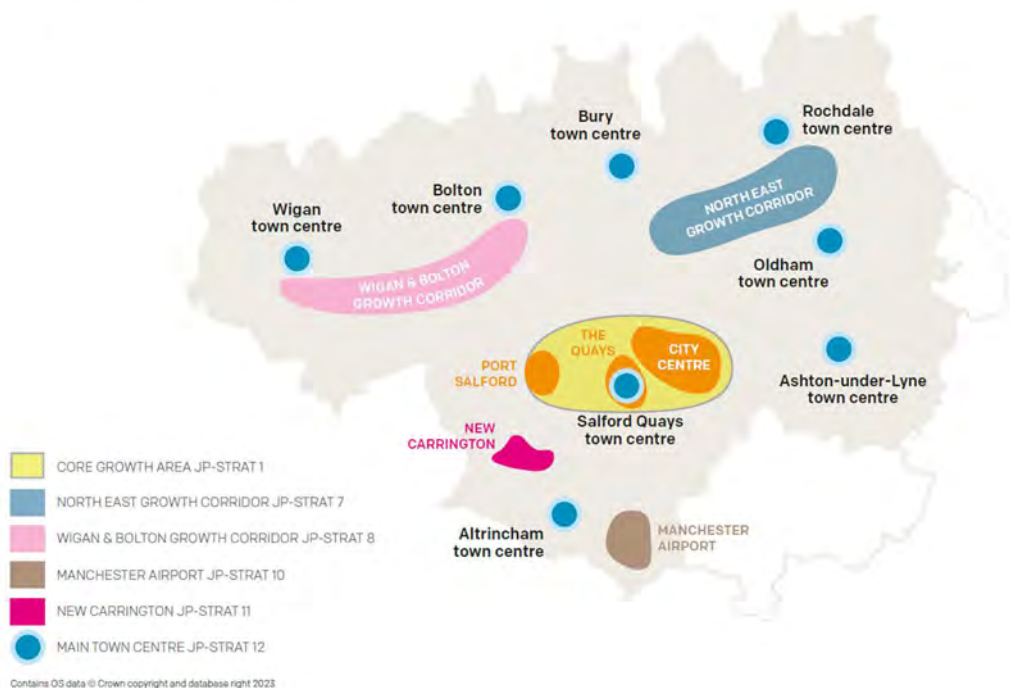 Bury
town centre
Rochdale
town centre
Bolton
town centre
Wigan
town centre
NORTH EAST
GROWTH CORRIDOR
Oldham
town centre
WIGAN & BOLTON
GROWTH CORRIDOR
THE
QUAYS
CITY
CENTRE
PORT
SALFORD
Ashton-under-Lyne
town centre
Salford Quays
town centre
NEW
CARRINGTON
Altrincham
town centre
MANCHESTER
AIRPORT
CORE GROWTH AREA JP-STRAT 1
NORTH EAST GROWTH CORRIDOR JP-STRAT 7
WIGAN & BOLTON GROWTH CORRIDOR JP-STRAT 8
MANCHESTER AIRPORT JP-STRAT 10
NEW CARRINGTON JP-STRAT 11
MAIN TOWN CENTRE JP-STRAT 12
Contains OS data © Crown copyright and database right 2023